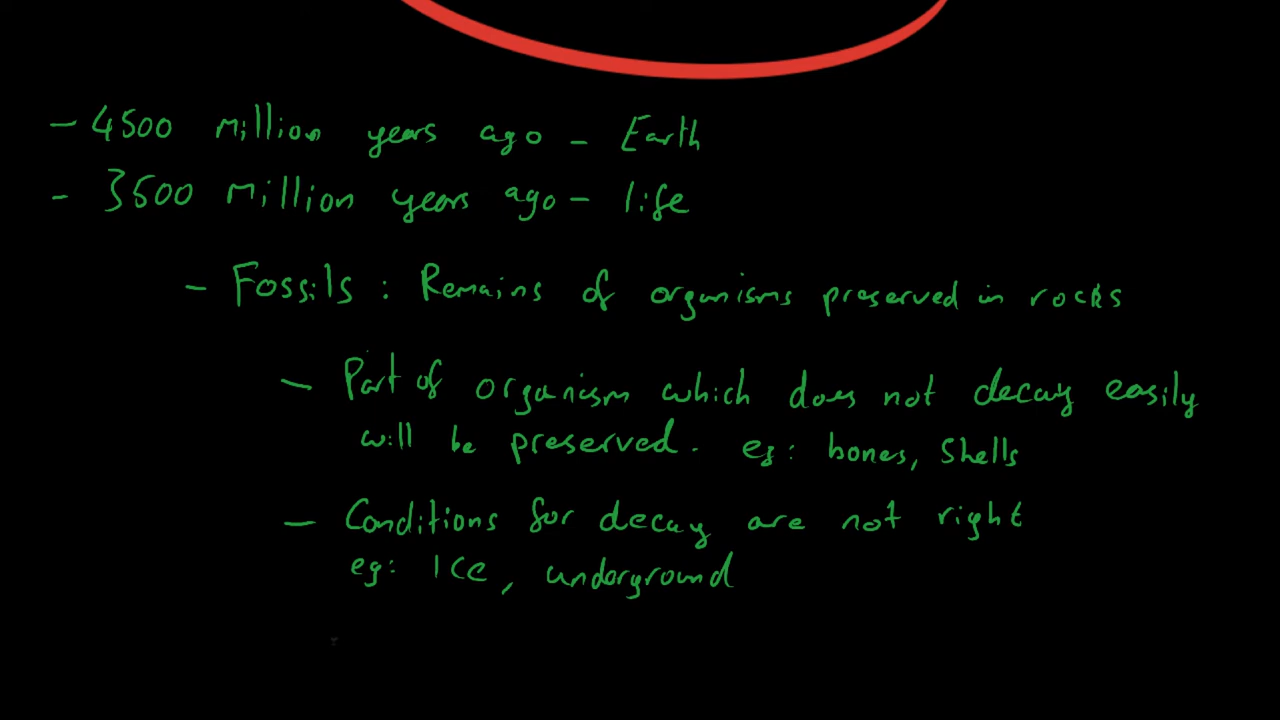 - 4500 million years ago - Earth
- 3500 Million years ago - life
- Fossils : Remains of organisms preserved in rocks
- Part of organism which does not decay easily
will be preserved. eg: bones, shells
- Conditions for decay are not right
eg: Ice, underground